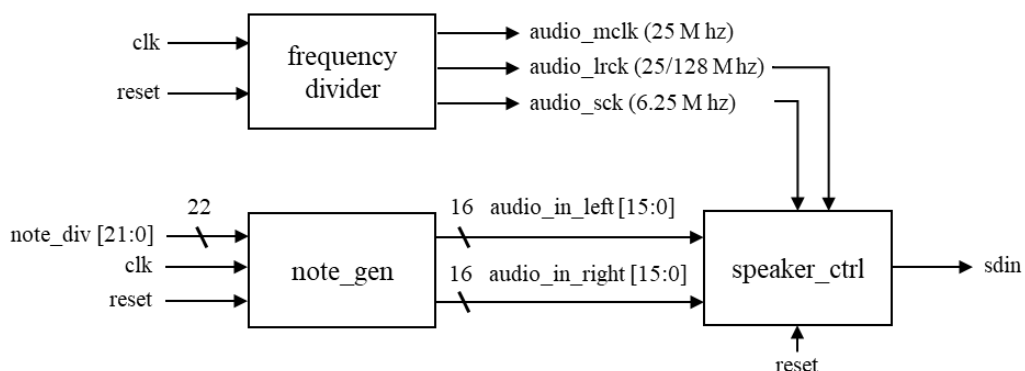 clk
reset
frequency
divider
audio_mclk (25 M hz)
audio_lrck (25/128 M hz)
audio_sck (6.25 M hz)
22
note_div [21:0]
clk
reset
note_gen
16 audio_in_left [15:0]
16 audio_in_right [15:0]
speaker_ctrl
sdin
reset